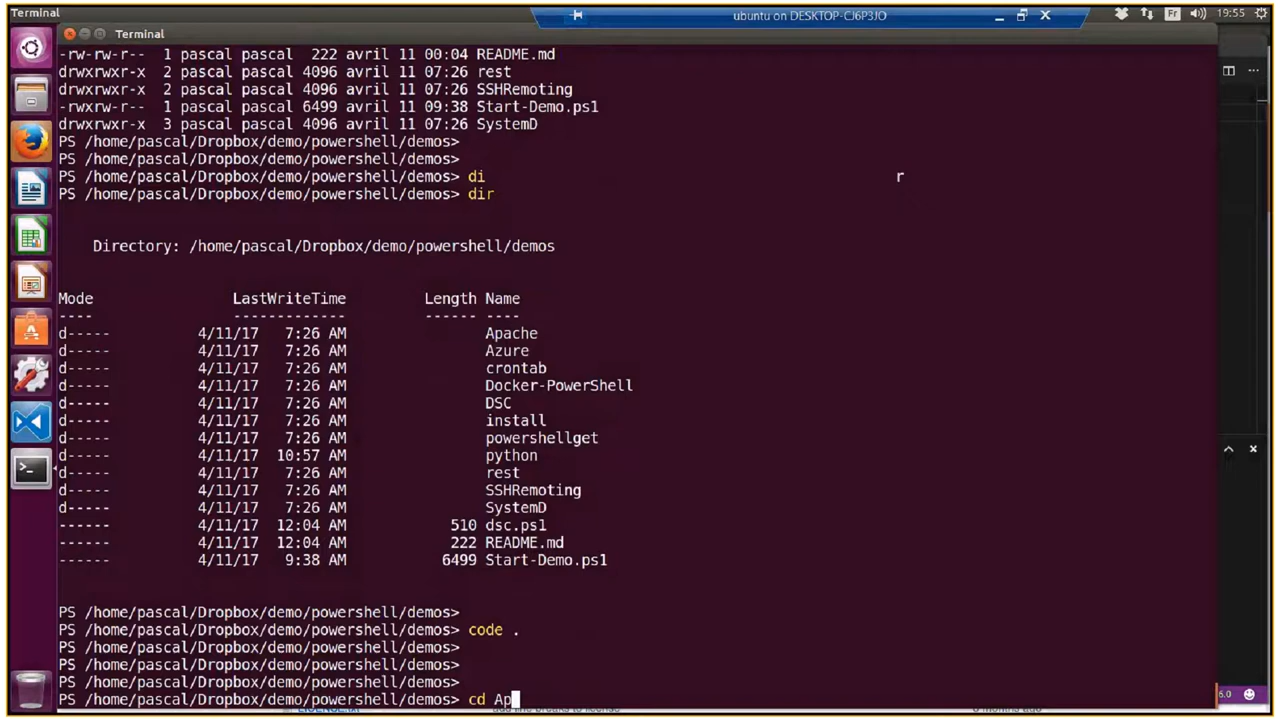 Terminal
ubuntu on DESKTOP-CJ6P3JO
Fr
19:55
Terminal
-rw-rw-r-- 1 pascal pascal 222 avril 11 00:04 README.md
drwxrwxr-x 2 pascal pascal 4096 avril 11 07:26 rest
drwxrwxr-x 2 pascal pascal 4096 avril 11 07:26 SSHRemoting
-rwxrwxr-x 1 pascal pascal 6499 avril 11 09:38 Start-Demo.ps1
drwxrwxr-x 3 pascal pascal 4096 avril 11 07:26 SystemD
PS /home/pascal/Dropbox/demo/powershell/demos>
PS /home/pascal/Dropbox/demo/powershell/demos>
PS /home/pascal/Dropbox/demo/powershell/demos> di r
PS /home/pascal/Dropbox/demo/powershell/demos> dir
Directory: /home/pascal/Dropbox/demo/powershell/demos
Mode LastWriteTime Length Name
---- ------------- ------ ----
d----- 4/11/17 7:26 AM Apache
d----- 4/11/17 7:26 AM Azure
d----- 4/11/17 7:26 AM crontab
d----- 4/11/17 7:26 AM Docker-PowerShell
d----- 4/11/17 7:26 AM DSC
d----- 4/11/17 7:26 AM install
d----- 4/11/17 7:26 AM powershellget
d----- 4/11/17 10:57 AM python
d----- 4/11/17 7:26 AM rest
d----- 4/11/17 7:26 AM SSHRemoting
d----- 4/11/17 7:26 AM SystemD
------ 4/11/17 12:04 AM 510 dsc.ps1
------ 4/11/17 12:04 AM 222 README.md
------ 4/11/17 9:38 AM 6499 Start-Demo.ps1
PS /home/pascal/Dropbox/demo/powershell/demos>
PS /home/pascal/Dropbox/demo/powershell/demos> code .
PS /home/pascal/Dropbox/demo/powershell/demos>
PS /home/pascal/Dropbox/demo/powershell/demos>
PS /home/pascal/Dropbox/demo/powershell/demos>
PS /home/pascal/Dropbox/demo/powershell/demos> cd Ap
6.0